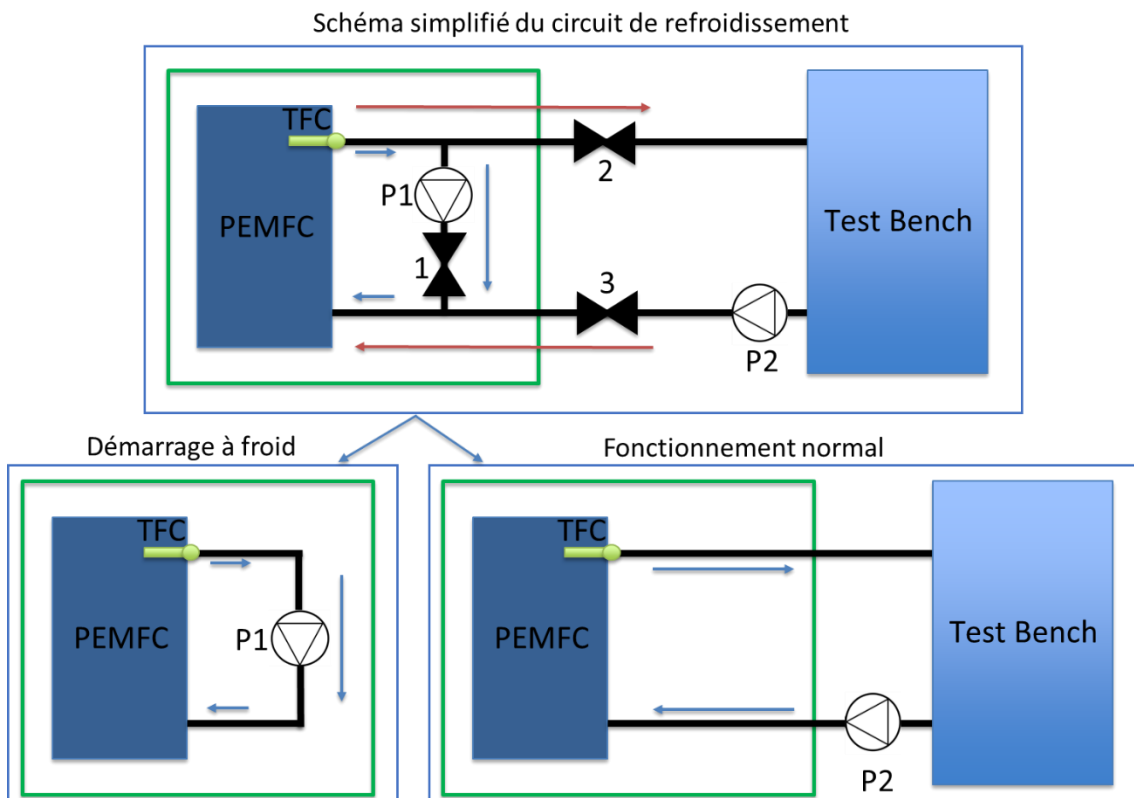 Schéma simplifié du circuit de refroidissement
TFC
2
P1
PEMFC
Test Bench
1
3
P2
Démarrage à froid
Fonctionnement normal
TFC
PEMFC
P1
TFC
PEMFC
Test Bench
P2